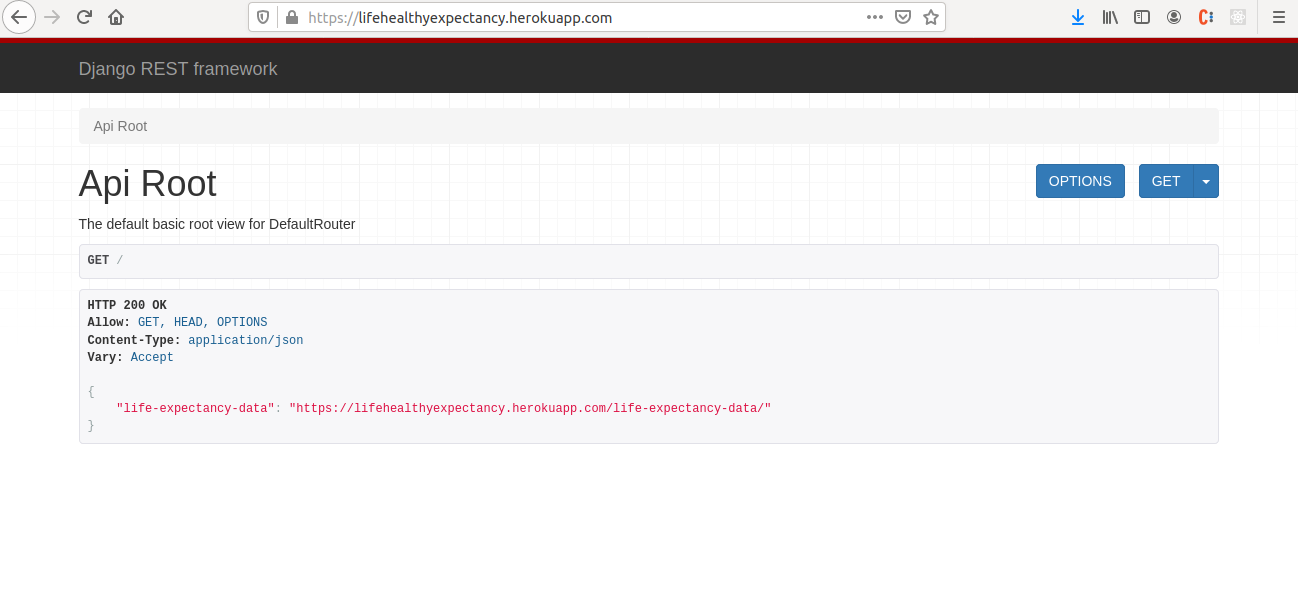 https://lifehealthyexpectancy.herokuapp.com
Django REST framework
Api Root
Api Root
OPTIONS
GET
The default basic root view for DefaultRouter
GET /
HTTP 200 OK
Allow: GET, HEAD, OPTIONS
Content-Type: application/json
Vary: Accept
{
    "life-expectancy-data": "https://lifehealthyexpectancy.herokuapp.com/life-expectancy-data/"
}